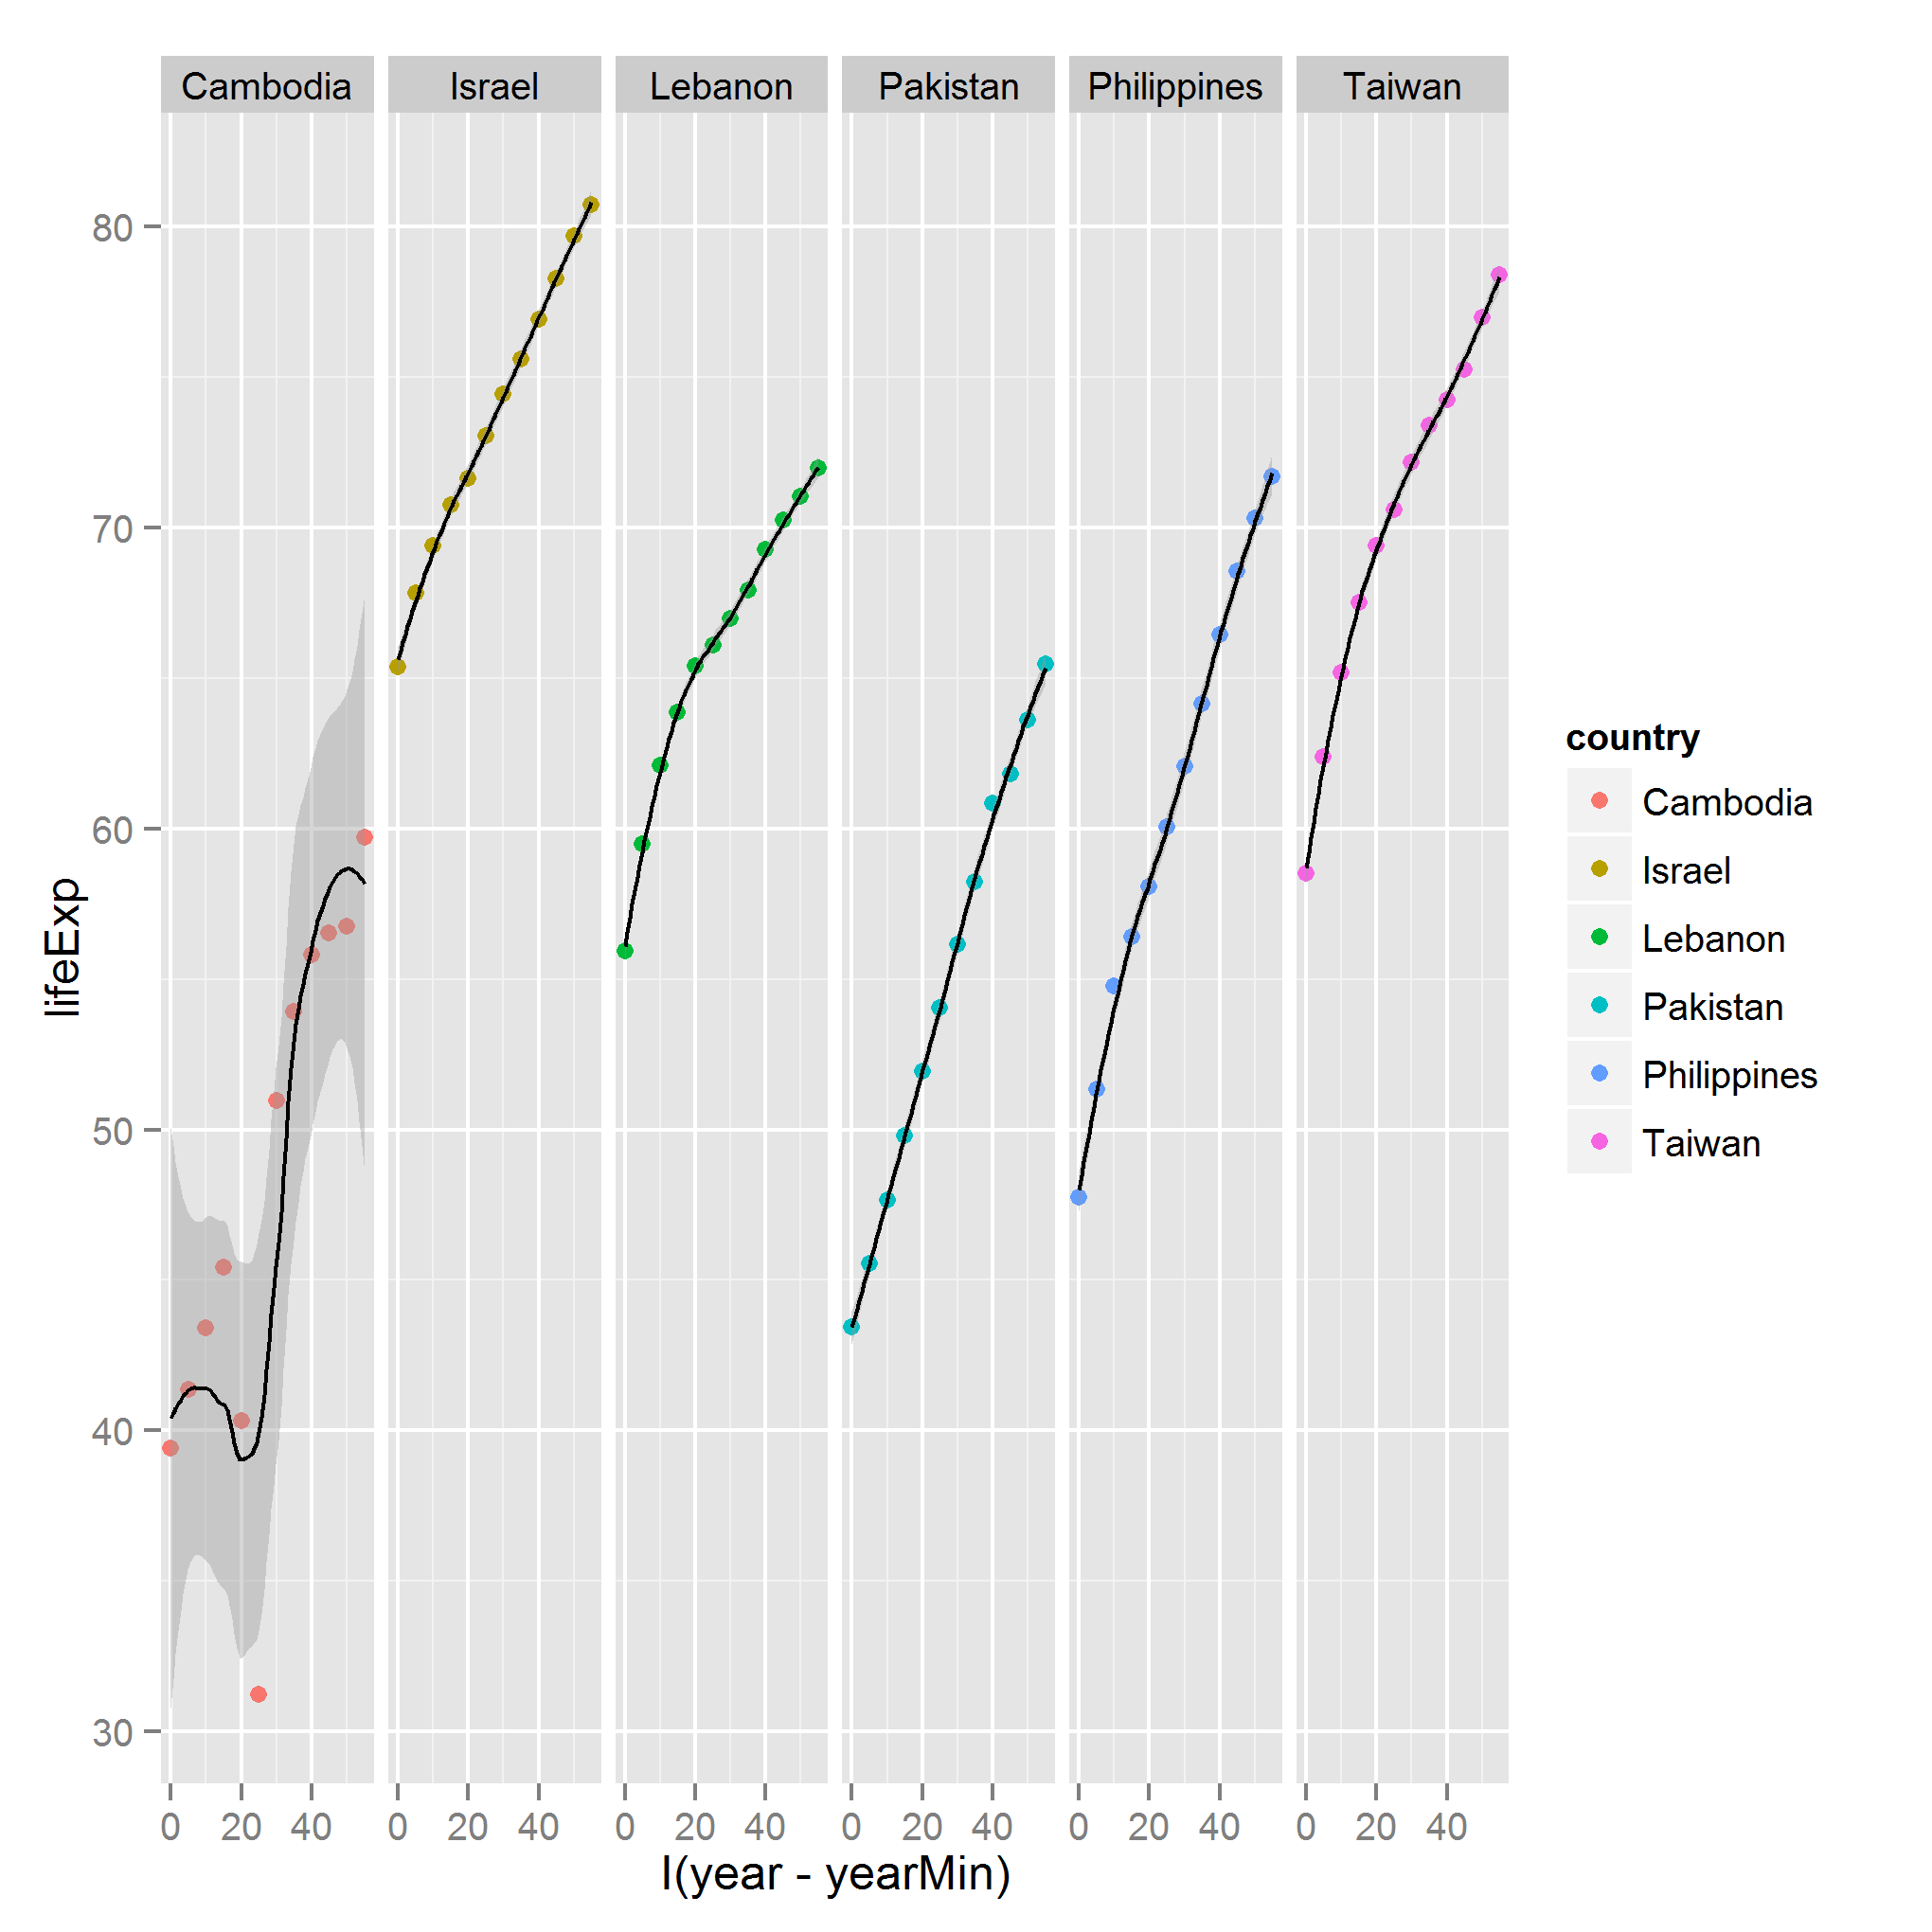 Cambodia Israel Lebanon Pakistan Philippines Taiwan
80
70
60
50
40
30
lifeExp
0 20 40 0 20 40 0 20 40 0 20 40 0 20 40 0 20 40
I(year - yearMin)
country
Cambodia
Israel
Lebanon
Pakistan
Philippines
Taiwan